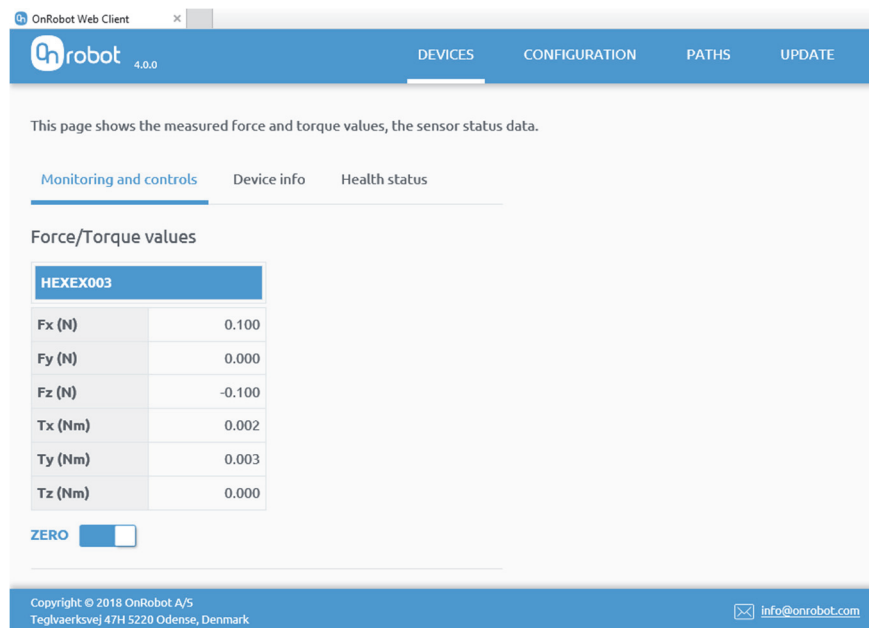 OnRobot Web Client
On robot 4.0.0
DEVICES CONFIGURATION PATHS UPDATE
This page shows the measured force and torque values, the sensor status data.
Monitoring and controls Device info Health status
Force/Torque values
HEXEX003
Fx (N) 0.100
Fy (N) 0.000
Fz (N) -0.100
Tx (Nm) 0.002
Ty (Nm) 0.003
Tz (Nm) 0.000
ZERO
Copyright © 2018 OnRobot A/S
Teglvaerksvej 47H 5220 Odense, Denmark
info@onrobot.com